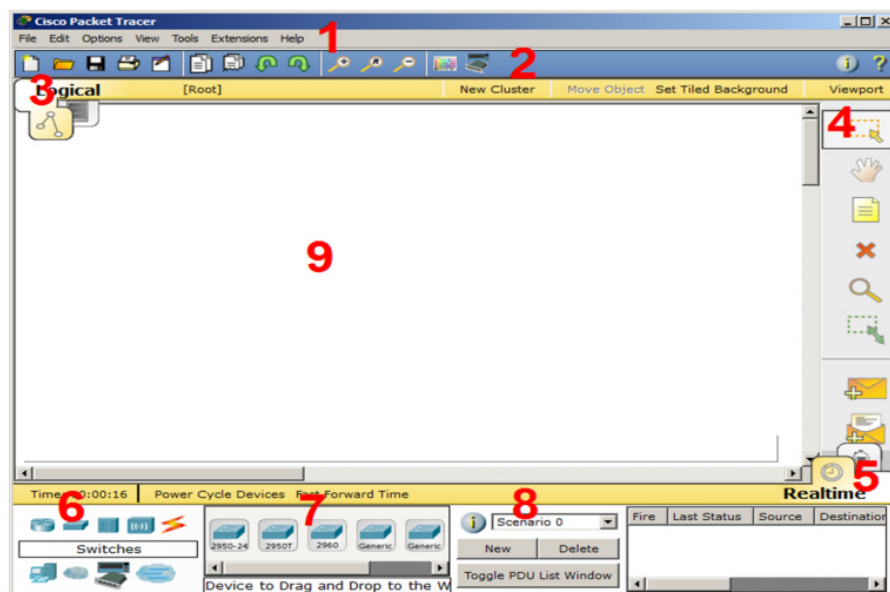 Cisco Packet Tracer
File Edit Options View Tools Extensions Help
1
2
3
Logical [Root] New Cluster Move Object Set Tiled Background Viewport
4
9
5
Time: 0:00:16 Power Cycle Devices Fast Forward Time
Realtime
6
7
8
Scenario 0
Fire Last Status Source Destination
2950-24 2950T 2960 Generic Generic
Switches
New Delete
Toggle PDU List Window
Device to Drag and Drop to the W